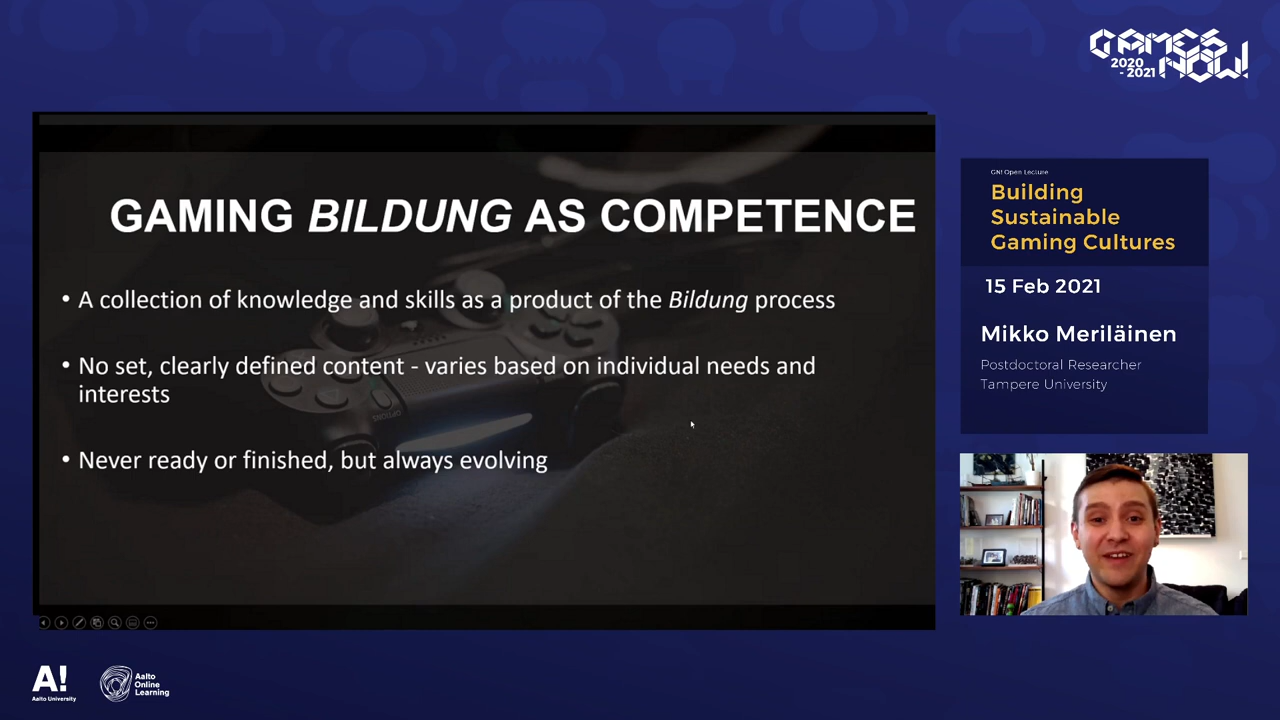 GAMES
2020
- 2021
NOW!
GAMING BILDUNG AS COMPETENCE
• A collection of knowledge and skills as a product of the Bildung process
• No set, clearly defined content - varies based on individual needs and
interests
• Never ready or finished, but always evolving
OPTIONS
GN! Open Lecture
Building
Sustainable
Gaming Cultures
15 Feb 2021
Mikko Meriläinen
Postdoctoral Researcher
Tampere University
A!
Aalto University
Aalto
Online
Learning